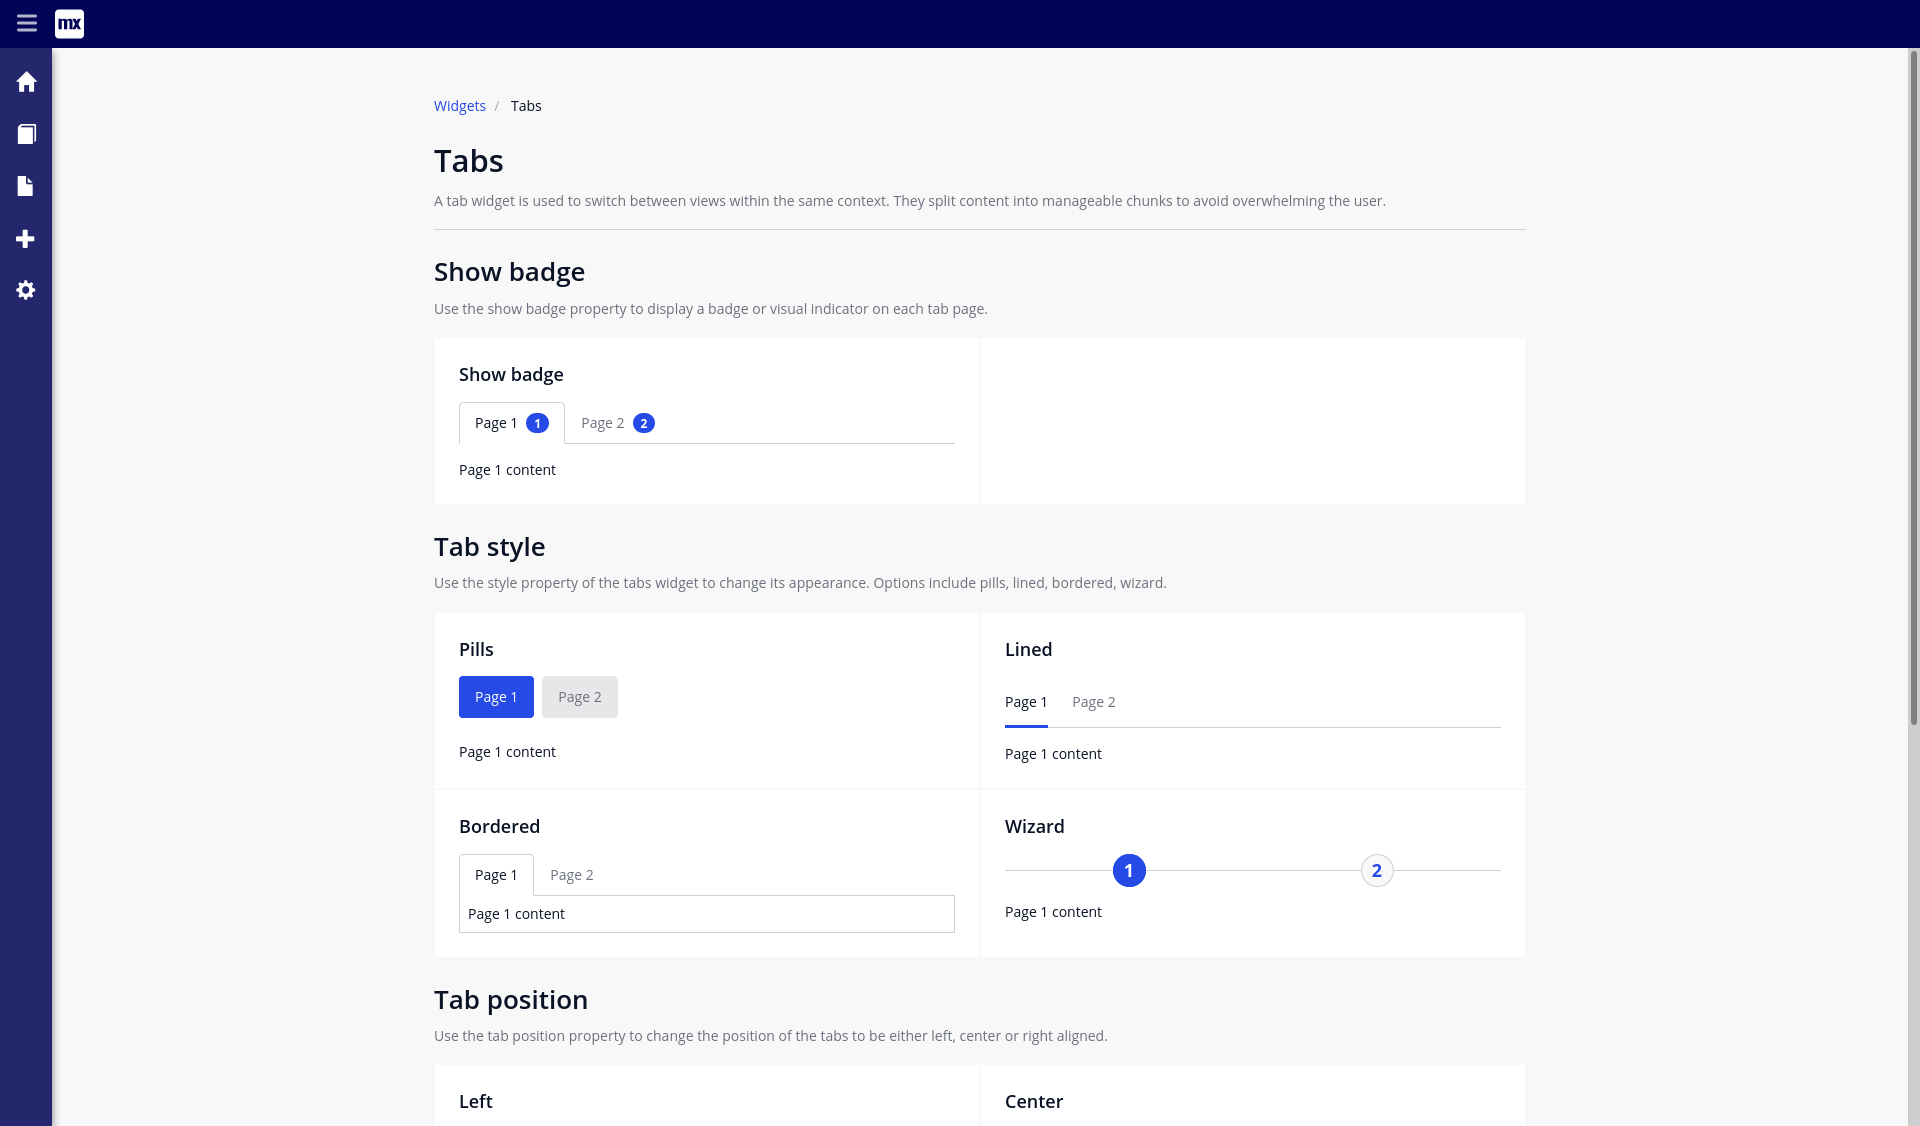 mx
Widgets / Tabs
Tabs
A tab widget is used to switch between views within the same context. They split content into manageable chunks to avoid overwhelming the user.
Show badge
Use the show badge property to display a badge or visual indicator on each tab page.
Show badge
Page 1 1 Page 2 2
Page 1 content
Tab style
Use the style property of the tabs widget to change its appearance. Options include pills, lined, bordered, wizard.
Pills
Page 1 Page 2
Page 1 content
Lined
Page 1 Page 2
Page 1 content
Bordered
Page 1 Page 2
Page 1 content
Wizard
1 2
Page 1 content
Tab position
Use the tab position property to change the position of the tabs to be either left, center or right aligned.
Left
Center